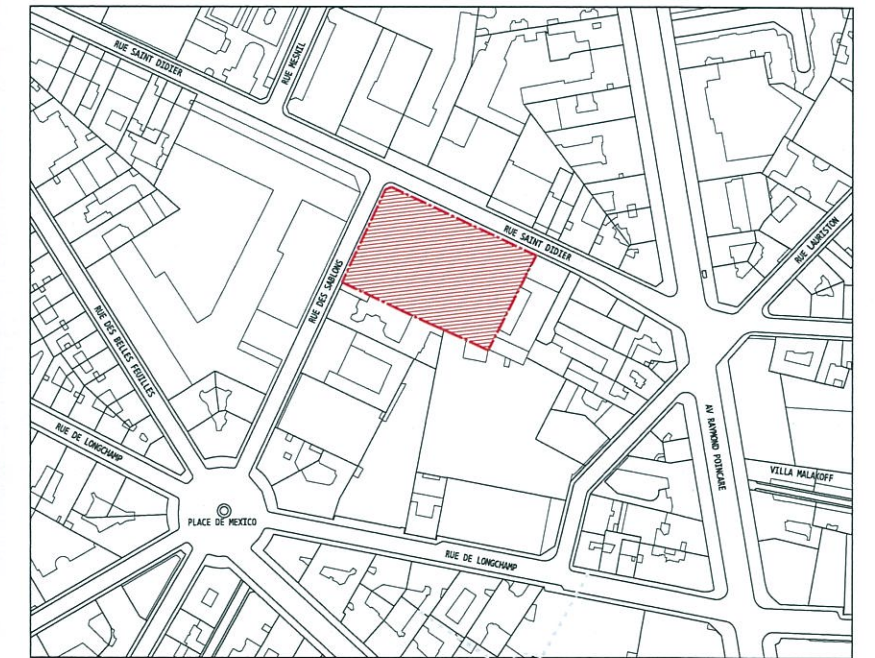 RUE SAINT DIDIER
RUE MESNIL
RUE SAINT DIDIER
RUE LAURISTON
RUE DES SABLONS
RUE DES BELLES FEUILLES
RUE DE LONGCHAMP
AV RAYMOND POINCARE
VILLA MALAKOFF
PLACE DE MEXICO
RUE DE LONGCHAMP